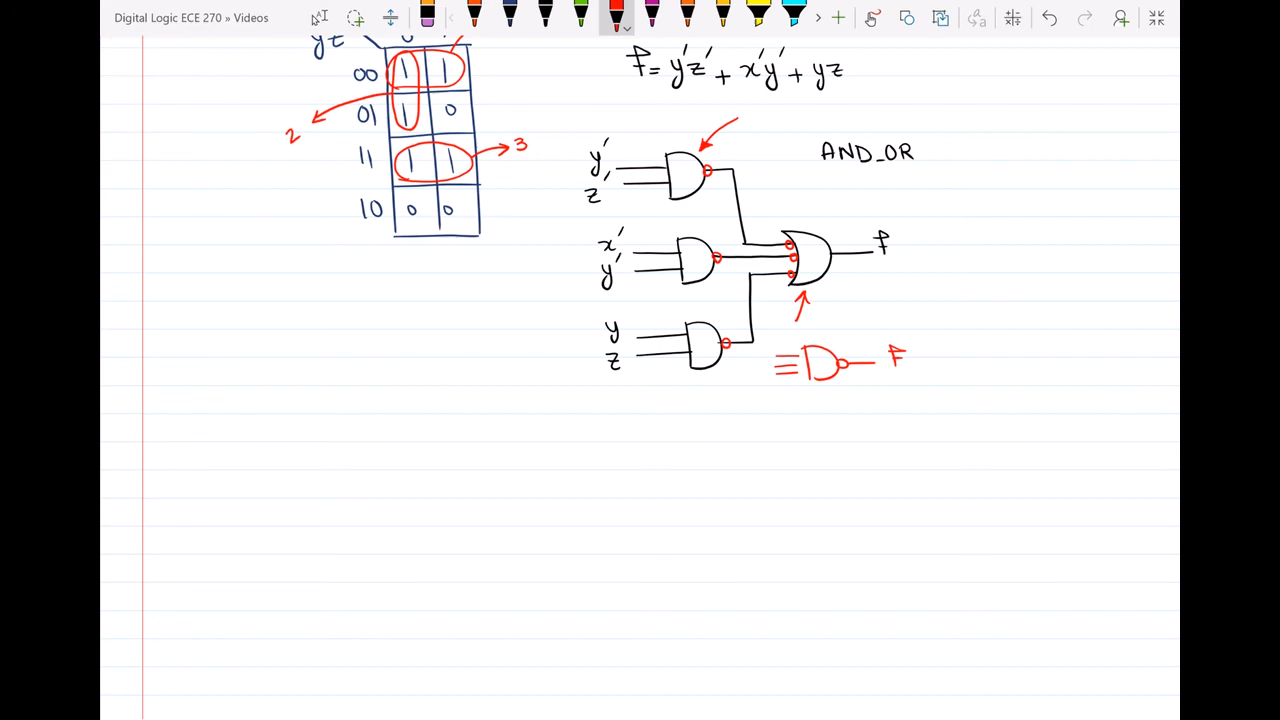 Digital Logic ECE 270 » Videos
yz
00 1 1
01 1 0
11 1 1
10 0 0
2
3
F = y'z' + x'y' + yz
AND_OR
y'
z'
x'
y'
F
y
z
F